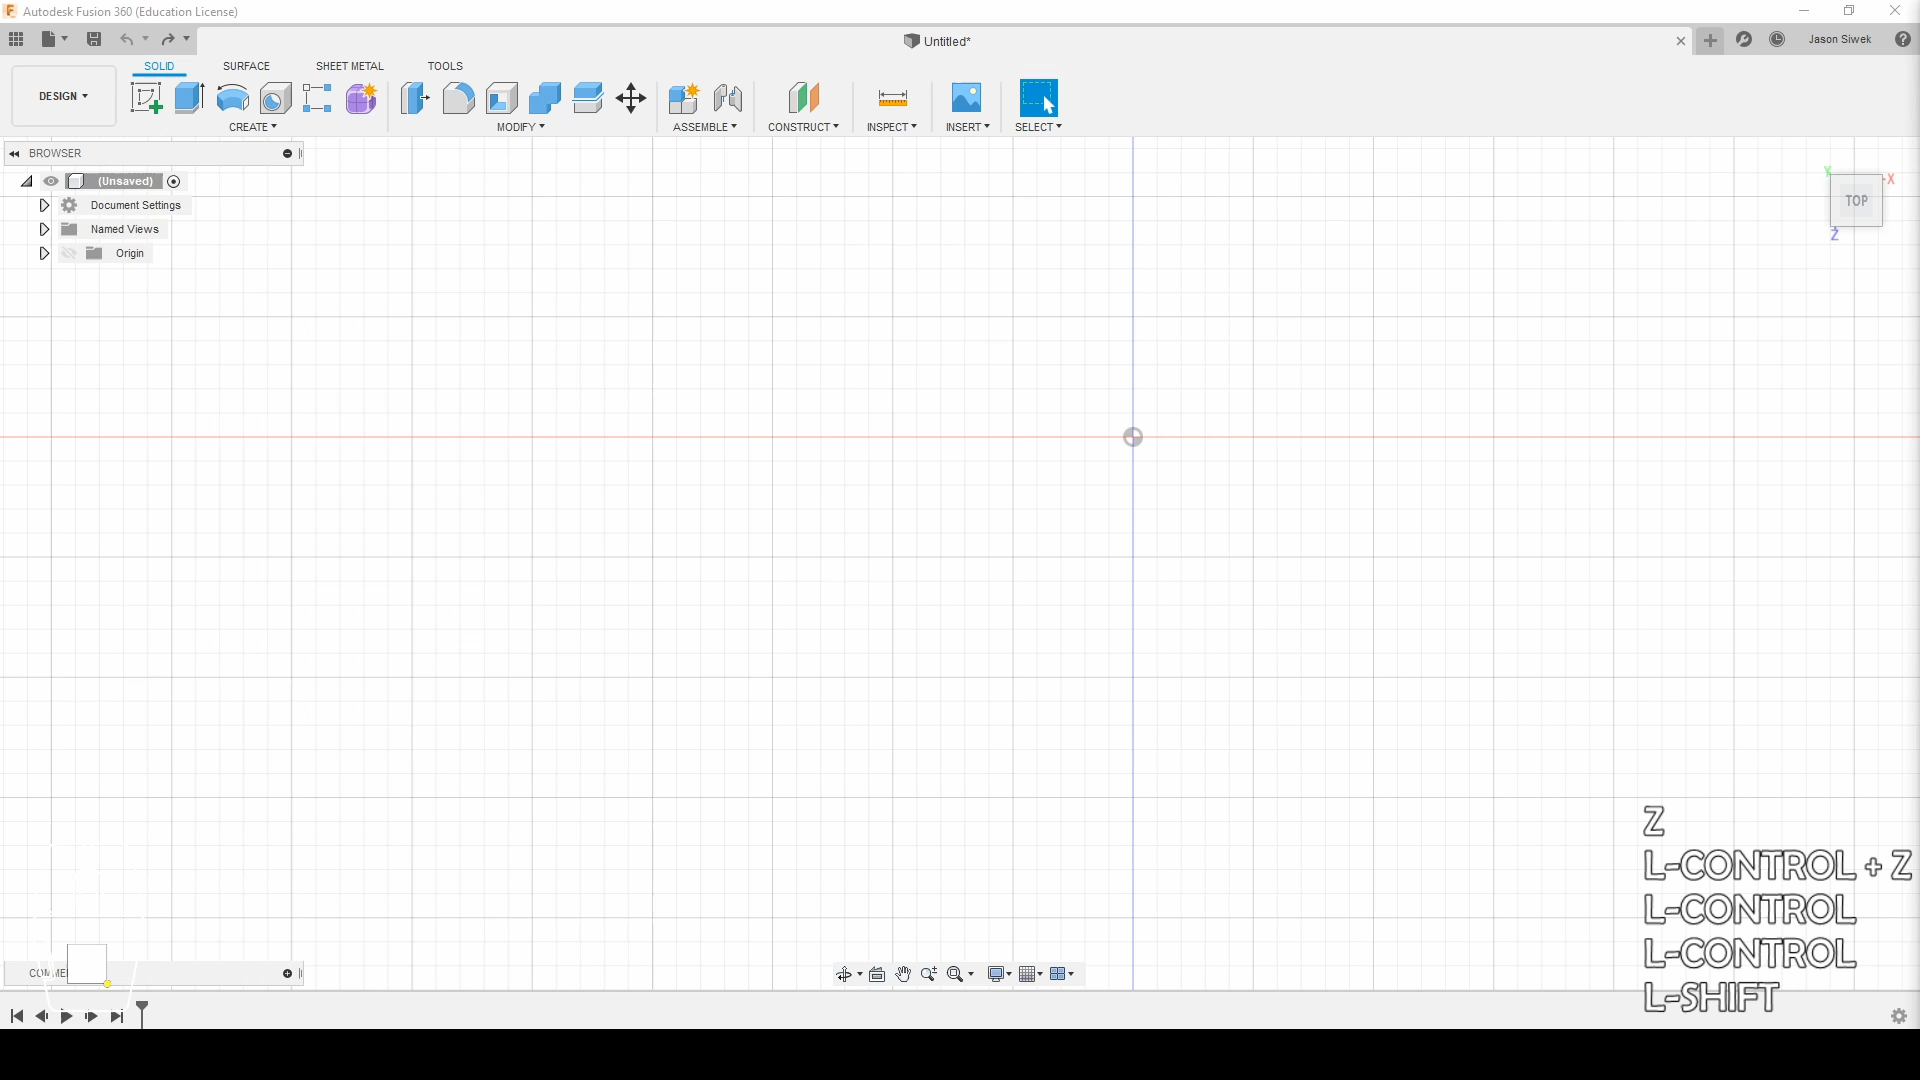 Autodesk Fusion 360 (Education License)
Untitled*
Jason Siwek
SOLID SURFACE SHEET METAL TOOLS
DESIGN
CREATE MODIFY ASSEMBLE CONSTRUCT INSPECT INSERT SELECT
BROWSER
(Unsaved)
Document Settings
Named Views
Origin
Y X
TOP
Z
Z
L-CONTROL + Z
L-CONTROL
L-CONTROL
L-SHIFT